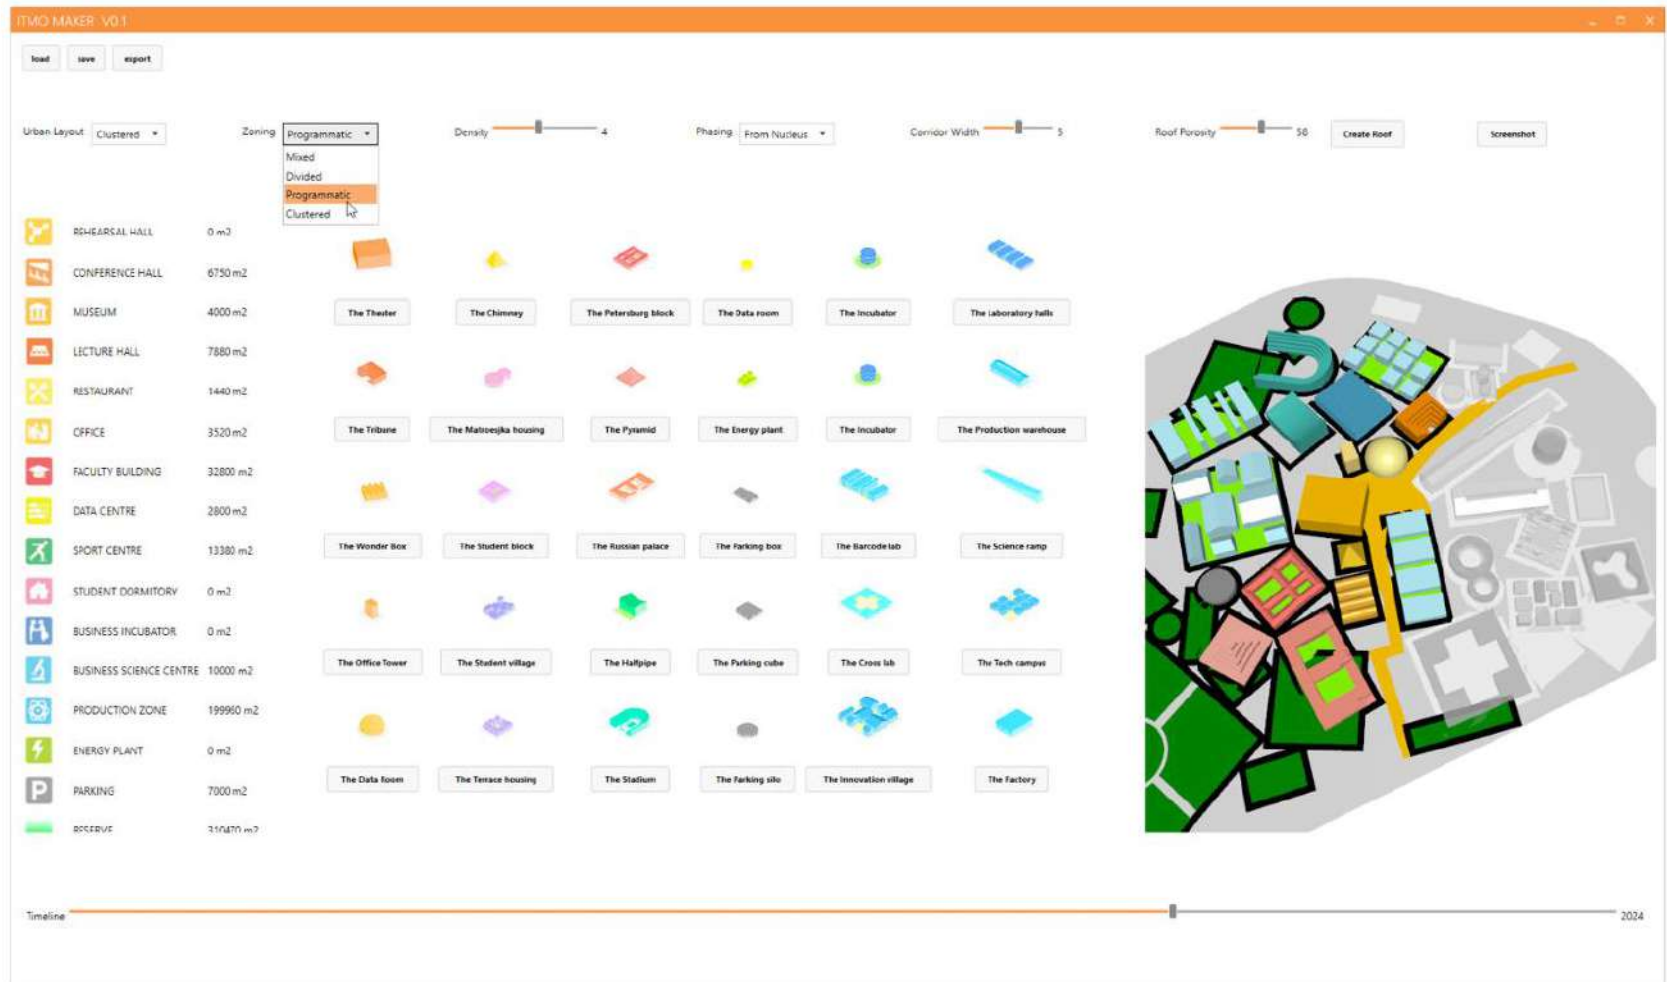 ITMO MAKER V0.1
load save export
Urban Layout Clustered Zoning Programmatic Density 4 Phasing From Nucleus Corridor Width 5 Roof Porosity 58 Create Roof Screenshot
Mixed
Divided
Programmatic
Clustered
REHEARSAL HALL 0 m2
CONFERENCE HALL 6750 m2
MUSEUM 4000 m2
LECTURE HALL 7880 m2
RESTAURANT 1440 m2
OFFICE 3520 m2
FACULTY BUILDING 32800 m2
DATA CENTRE 2800 m2
SPORT CENTRE 13380 m2
STUDENT DORMITORY 0 m2
BUSINESS INCUBATOR 0 m2
BUSINESS SCIENCE CENTRE 10000 m2
PRODUCTION ZONE 199960 m2
ENERGY PLANT 0 m2
P PARKING 7000 m2
RESERVE 310470 m2
The Theater The Chimney The Petersburg block The Data room The Incubator The Laboratory halls
The Tribune The Matroesjka housing The Pyramid The Energy plant The Incubator The Production warehouse
The Wonder Box The Student block The Russian palace The Parking box The Barcode lab The Science ramp
The Office Tower The Student village The Halfpipe The Parking cube The Cross lab The Tech campus
The Data Room The Terrace housing The Stadium The Parking silo The Innovation village The Factory
Timeline 2024